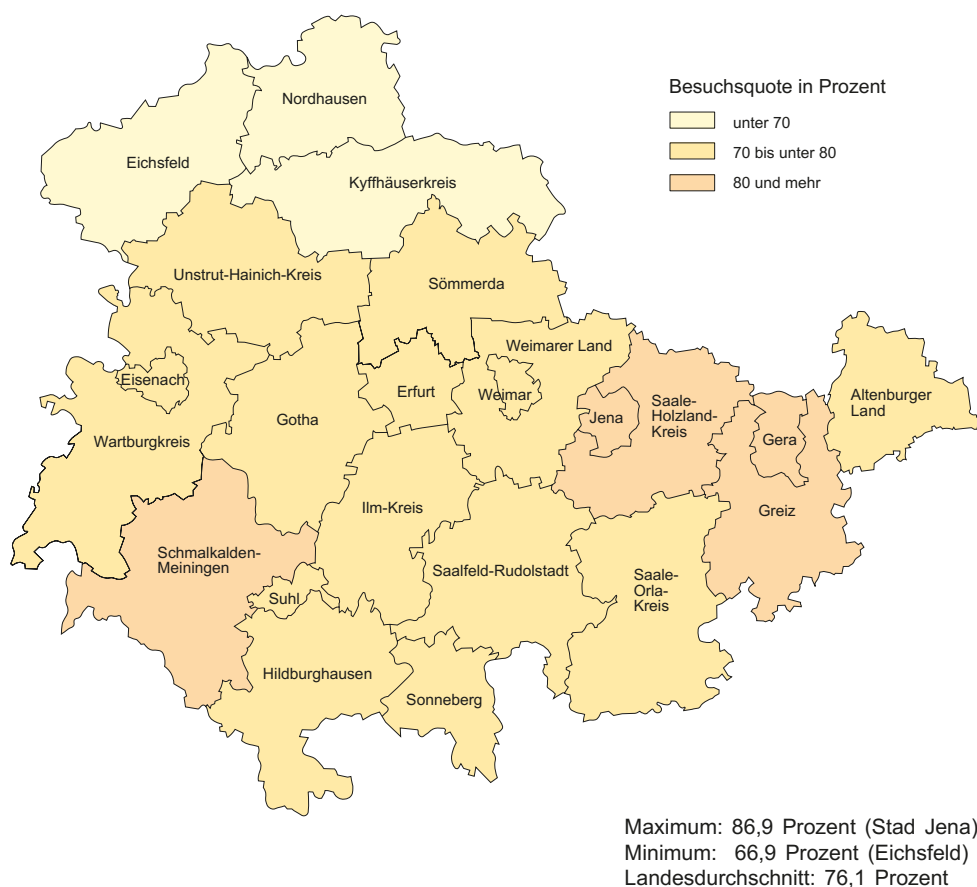 Besuchsquote in Prozent
unter 70
70 bis unter 80
80 und mehr
Nordhausen
Eichsfeld
Kyffhäuserkreis
Unstrut-Hainich-Kreis
Sömmerda
Weimarer Land
Eisenach
Erfurt
Weimar
Gotha
Wartburgkreis
Jena
Saale-
Holzland-
Kreis
Gera
Altenburger
Land
Greiz
Ilm-Kreis
Schmalkalden-
Meiningen
Suhl
Saalfeld-Rudolstadt
Saale-
Orla-
Kreis
Hildburghausen
Sonneberg
Maximum: 86,9 Prozent (Stad Jena)
Minimum: 66,9 Prozent (Eichsfeld)
Landesdurchschnitt: 76,1 Prozent